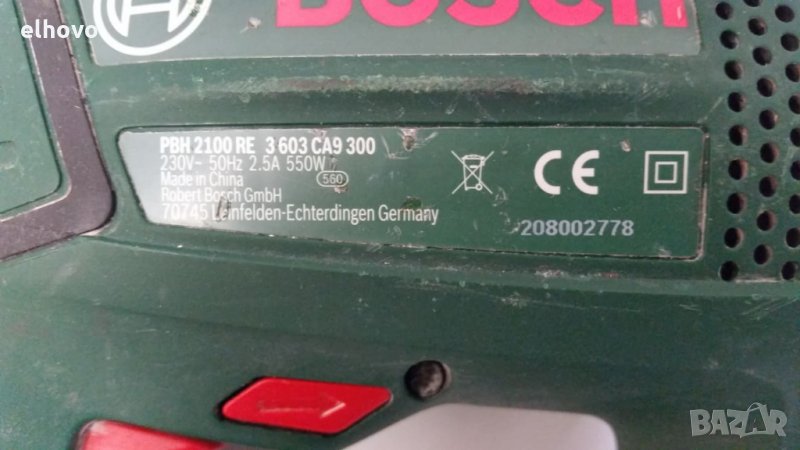 elhovo
BOSCH
PBH 2100 RE 3 603 CA9 300
230V~ 50Hz 2.5A 550W
Made in China
560
Robert Bosch GmbH
70745 Leinfelden-Echterdingen Germany
CE
208002778
BAZAR